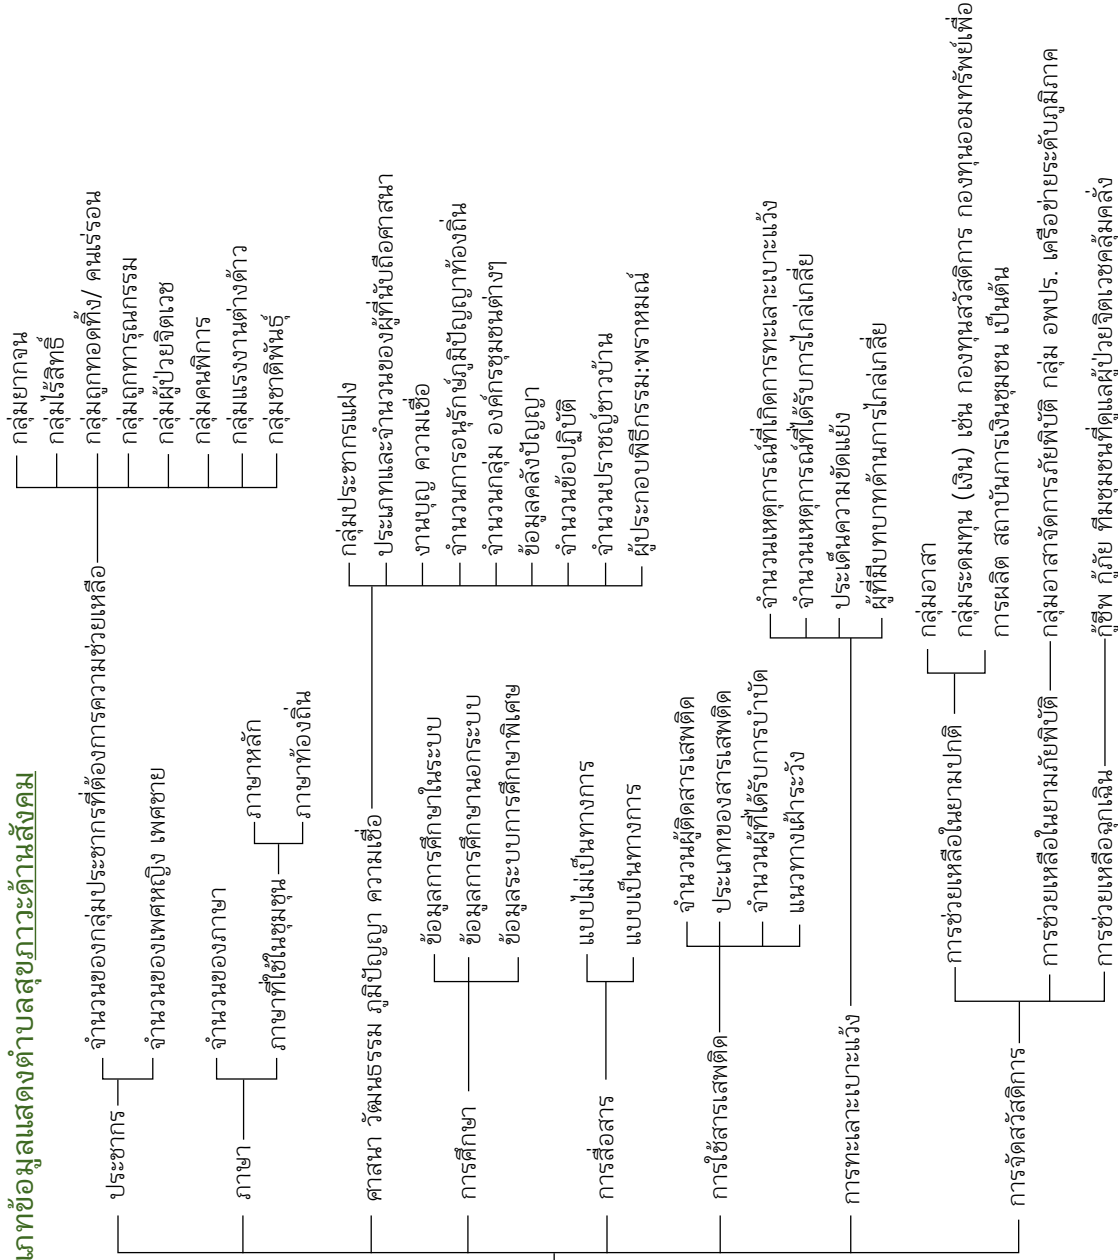 เภทข้อมูลแสดงตำบลสุขภาวะด้านสังคม
ประชากร
จำนวนของกลุ่มประชากรที่ต้องการความช่วยเหลือ
กลุ่มยากจน
กลุ่มไร้สิทธิ์
กลุ่มถูกทอดทิ้ง/ คนเร่ร่อน
กลุ่มถูกทารุณกรรม
กลุ่มผู้ป่วยจิตเวช
กลุ่มคนพิการ
กลุ่มแรงงานต่างด้าว
กลุ่มชาติพันธุ์
จำนวนของเพศหญิง เพศชาย
ภาษา
จำนวนของภาษา
ภาษาที่ใช้ในชุมชุน
ภาษาหลัก
ภาษาท้องถิ่น
ศาสนา วัฒนธรรม ภูมิปัญญา ความเชื่อ
กลุ่มประชากรแฝง
ประเภทและจำนวนของผู้ที่นับถือศาสนา
งานบุญ ความเชื่อ
จำนวนการอนุรักษ์ภูมิปัญญาท้องถิ่น
จำนวนกลุ่ม องค์กรชุมชนต่างๆ
ข้อมูลคลังปัญญา
จำนวนข้อปฏิบัติ
จำนวนปราชญ์ชาวบ้าน
ผู้ประกอบพิธีกรรม:พราหมณ์
การศึกษา
ข้อมูลการศึกษาในระบบ
ข้อมูลการศึกษานอกระบบ
ข้อมูลระบบการศึกษาพิเศษ
การสื่อสาร
แบบไม่เป็นทางการ
แบบเป็นทางการ
การใช้สารเสพติด
จำนวนผู้ติดสารเสพติด
ประเภทของสารเสพติด
จำนวนผู้ที่ได้รับการบำบัด
แนวทางเฝ้าระวัง
การทะเลาะเบาะแว้ง
จำนวนเหตุการณ์ที่เกิดการทะเลาะเบาะแว้ง
จำนวนเหตุการณ์ที่ได้รับการไกล่เกลี่ย
ประเด็นความขัดแย้ง
ผู้ที่มีบทบาทด้านการไกล่เกลี่ย
การจัดสวัสดิการ
การช่วยเหลือในยามปกติ
กลุ่มอาสา
กลุ่มระดมทุน (เงิน) เช่น กองทุนสวัสดิการ กองทุนออมทรัพย์เพื่อ
การผลิต สถาบันการเงินชุมชน เป็นต้น
การช่วยเหลือในยามภัยพิบัติ
กลุ่มอาสาจัดการภัยพิบัติ กลุ่ม อพปร. เครือข่ายระดับภูมิภาค
การช่วยเหลือฉุกเฉิน
กู้ชีพ กู้ภัย ทีมชุมชนที่ดูแลผู้ป่วยจิตเวชคลุ้มคลั่ง